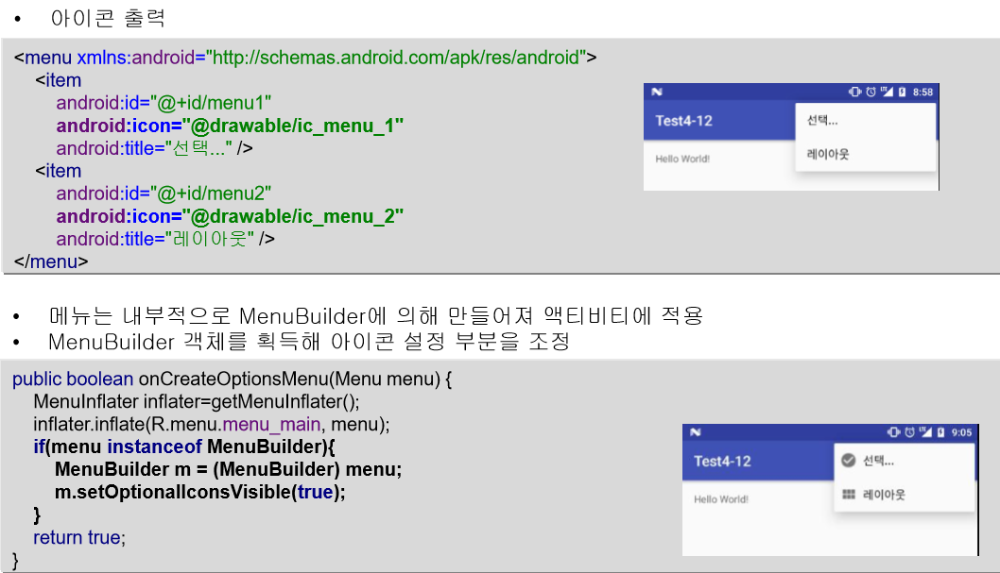 • 아이콘 출력
<menu xmlns:android="http://schemas.android.com/apk/res/android">
<item
android:id="@+id/menu1"
android:icon="@drawable/ic_menu_1"
android:title="선택..." />
<item
android:id="@+id/menu2"
android:icon="@drawable/ic_menu_2"
android:title="레이아웃" />
</menu>
8:58
Test4-12
선택...
레이아웃
Hello World!
• 메뉴는 내부적으로 MenuBuilder에 의해 만들어져 액티비티에 적용
• MenuBuilder 객체를 획득해 아이콘 설정 부분을 조정
public boolean onCreateOptionsMenu(Menu menu) {
MenuInflater inflater=getMenuInflater();
inflater.inflate(R.menu.menu_main, menu);
if(menu instanceof MenuBuilder){
MenuBuilder m = (MenuBuilder) menu;
m.setOptionalIconsVisible(true);
}
return true;
}
9:05
Test4-12
선택...
레이아웃
Hello World!